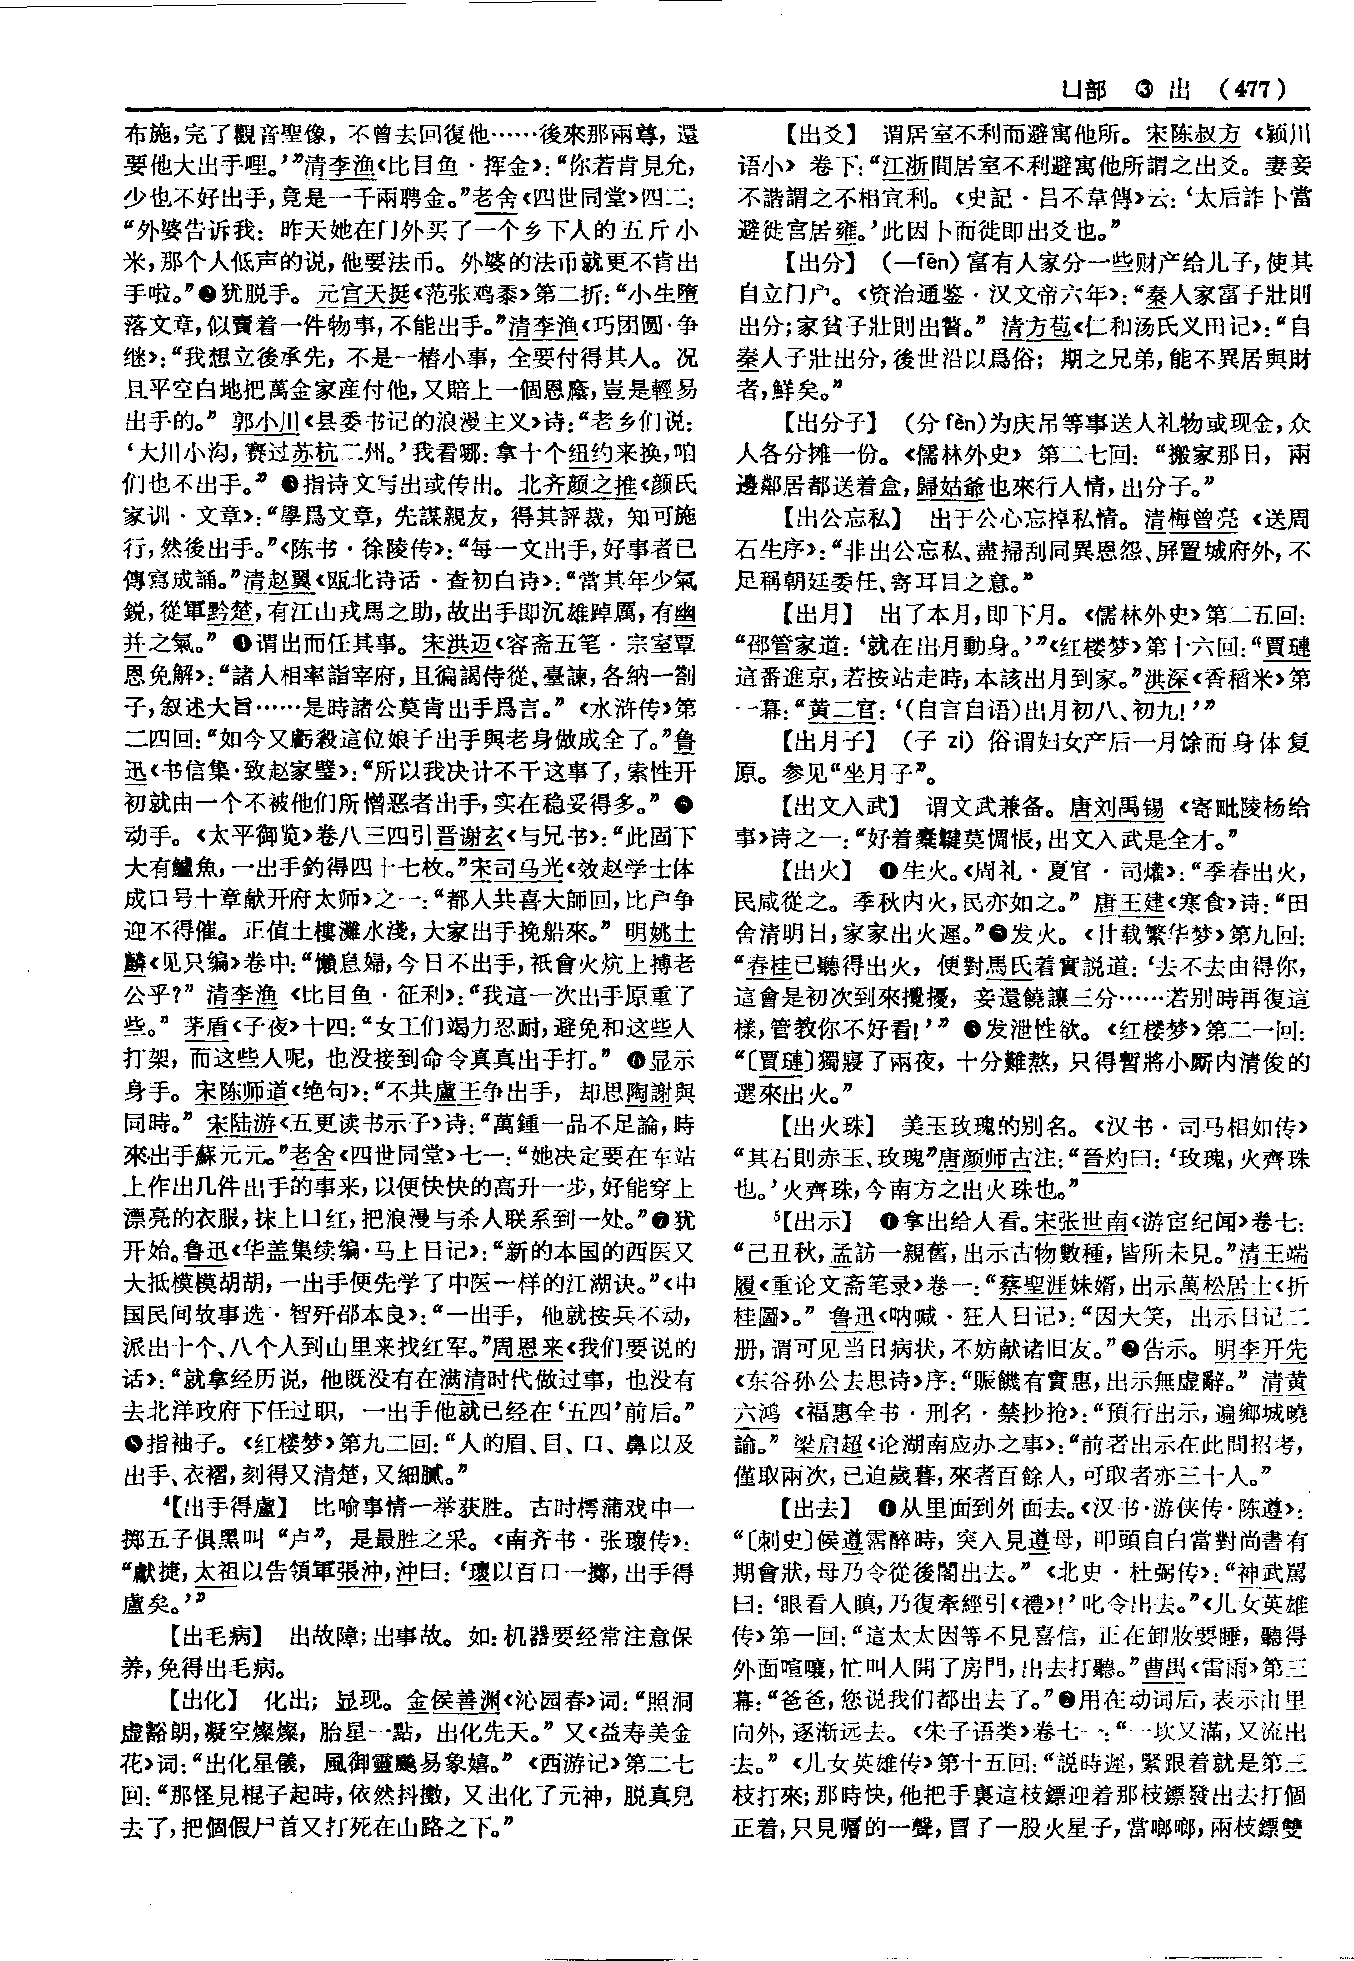 凵部 ❸ 出 (477)
布施，完了觀音聖像，不曾去回復他……後來那兩尊，還
要他大出手哩。’”清李渔《比目鱼·挥金》：“你若肯見允，
少也不好出手，竟是一千兩聘金。”老舍《四世同堂》四二：
“外婆告诉我：昨天她在门外买了一个乡下人的五斤小
米，那个人低声的说，他要法币。外婆的法币就更不肯出
手啦。”❷犹脱手。元宫天挺《范张鸡黍》第二折：“小生墮
落文章，似賣着一件物事，不能出手。”清李渔《巧团圆·争
继》：“我想立後承先，不是一樁小事，全要付得其人。况
且平空白地把萬金家産付他，又賠上一個恩蔭，豈是輕易
出手的。”郭小川《县委书记的浪漫主义》诗：“老乡们说：
‘大川小沟，赛过苏杭二州。’我看哪：拿十个纽约来换，咱
们也不出手。”❸指诗文写出或传出。北齐颜之推《颜氏
家训·文章》：“學爲文章，先謀親友，得其評裁，知可施
行，然後出手。”《陈书·徐陵传》：“每一文出手，好事者已
傳寫成誦。”清赵翼《瓯北诗话·查初白诗》：“當其年少氣
鋭，從軍黔楚，有江山戎馬之助，故出手即沉雄踔厲，有幽
并之氣。”❹谓出而任其事。宋洪迈《容斋五笔·宗室覃
恩免解》：“諸人相率詣宰府，且徧謁侍從、臺諫，各納一劄
子，叙述大旨……是時諸公莫肯出手爲言。”《水浒传》第
二四回：“如今又虧殺這位娘子出手與老身做成全了。”鲁
迅《书信集·致赵家璧》：“所以我决计不干这事了，索性开
初就由一个不被他们所憎恶者出手，实在稳妥得多。”❺
动手。《太平御览》卷八三四引晋谢玄《与兄书》：“此固下
大有鱸魚，一出手釣得四十七枚。”宋司马光《效赵学士体
成口号十章献开府太师》之一：“都人共喜大師回，比户争
迎不得催。正值土樓灘水淺，大家出手挽船來。”明姚士
麟《见只编》卷中：“懶息婦，今日不出手，衹會火炕上搏老
公乎？”清李渔《比目鱼·征利》：“我這一次出手原重了
些。”茅盾《子夜》十四：“女工们竭力忍耐，避免和这些人
打架，而这些人呢，也没接到命令真真出手打。”❻显示
身手。宋陈师道《绝句》：“不共盧王争出手，却思陶謝與
同時。”宋陆游《五更读书示子》诗：“萬鍾一品不足論，時
來出手蘇元元。”老舍《四世同堂》七一：“她决定要在车站
上作出几件出手的事来，以便快快的高升一步，好能穿上
漂亮的衣服，抹上口红，把浪漫与杀人联系到一处。”❼犹
开始。鲁迅《华盖集续编·马上日记》：“新的本国的西医又
大抵模模胡胡，一出手便先学了中医一样的江湖诀。”《中
国民间故事选·智歼邵本良》：“一出手，他就按兵不动，
派出十个、八个人到山里来找红军。”周恩来《我们要说的
话》：“就拿经历说，他既没有在满清时代做过事，也没有
去北洋政府下任过职，一出手他就已经在‘五四’前后。”
❽指袖子。《红楼梦》第九二回：“人的眉、目、口、鼻以及
出手、衣褶，刻得又清楚，又細膩。”
⁴【出手得盧】 比喻事情一举获胜。古时樗蒲戏中一
掷五子俱黑叫“卢”，是最胜之采。《南齐书·张瓌传》：
“獻捷，太祖以告領軍張沖，沖曰：‘瓌以百口一擲，出手得
盧矣。’”
【出毛病】 出故障；出事故。如：机器要经常注意保
养，免得出毛病。
【出化】 化出；显现。金侯善渊《沁园春》词：“照洞
虚豁朗，凝空燦燦，胎星一點，出化先天。”又《益寿美金
花》词：“出化星儀，風御靈飈易象嬉。”《西游记》第二七
回：“那怪見棍子起時，依然抖擻，又出化了元神，脱真兒
去了，把個假尸首又打死在山路之下。”
【出爻】 谓居室不利而避寓他所。宋陈叔方《颍川
语小》卷下：“江浙間居室不利避寓他所謂之出爻。妻妾
不諧謂之不相宜利。《史記·吕不韋傳》云：‘太后詐卜當
避徙宫居雍。’此因卜而徙即出爻也。”
【出分】 （—fēn）富有人家分一些财产给儿子，使其
自立门户。《资治通鉴·汉文帝六年》：“秦人家富子壯則
出分；家貧子壯則出贅。”清方苞《仁和汤氏义田记》：“自
秦人子壯出分，後世沿以爲俗；期之兄弟，能不異居與財
者，鮮矣。”
【出分子】 （分 fèn）为庆吊等事送人礼物或现金，众
人各分摊一份。《儒林外史》第二七回：“搬家那日，兩
邊鄰居都送着盒，歸姑爺也來行人情，出分子。”
【出公忘私】 出于公心忘掉私情。清梅曾亮《送周
石生序》：“非出公忘私、盡掃刮同異恩怨、屏置城府外，不
足稱朝廷委任、寄耳目之意。”
【出月】 出了本月，即下月。《儒林外史》第二五回：
“邵管家道：‘就在出月動身。’”《红楼梦》第十六回：“賈璉
這番進京，若按站走時，本該出月到家。”洪深《香稻米》第
一幕：“黄二官：‘（自言自语）出月初八、初九！’”
【出月子】 （子 zi）俗谓妇女产后一月馀而身体复
原。参见“坐月子”。
【出文入武】 谓文武兼备。唐刘禹锡《寄毗陵杨给
事》诗之一：“好着櫜鞬莫惆悵，出文入武是全才。”
【出火】 ❶生火。《周礼·夏官·司爟》：“季春出火，
民咸從之。季秋内火，民亦如之。”唐王建《寒食》诗：“田
舍清明日，家家出火遲。”❷发火。《廿载繁华梦》第九回：
“春桂已聽得出火，便對馬氏着實説道：‘去不去由得你，
這會是初次到來攪擾，妾還饒讓三分……若别時再復這
樣，管教你不好看！’”❸发泄性欲。《红楼梦》第二一回：
“〔賈璉〕獨寢了兩夜，十分難熬，只得暫將小厮内清俊的
選來出火。”
【出火珠】 美玉玫瑰的别名。《汉书·司马相如传》
“其石則赤玉、玫瑰”唐颜师古注：“晉灼曰：‘玫瑰，火齊珠
也。’火齊珠，今南方之出火珠也。”
⁵【出示】 ❶拿出给人看。宋张世南《游宦纪闻》卷七：
“己丑秋，孟訪一親舊，出示古物數種，皆所未見。”清王端
履《重论文斋笔录》卷一：“蔡聖涯妹婿，出示萬松居士《折
桂圖》。”鲁迅《呐喊·狂人日记》：“因大笑，出示日记二
册，谓可见当日病状，不妨献诸旧友。”❷告示。明李开先
《东谷孙公去思诗》序：“賑饑有實惠，出示無虚辭。”清黄
六鸿《福惠全书·刑名·禁抄抢》：“預行出示，遍鄉城曉
諭。”梁启超《论湖南应办之事》：“前者出示在此間招考，
僅取兩次，已迫歲暮，來者百餘人，可取者亦三十人。”
【出去】 ❶从里面到外面去。《汉书·游侠传·陈遵》：
“〔刺史〕候遵霑醉時，突入見遵母，叩頭自白當對尚書有
期會狀，母乃令從後閤出去。”《北史·杜弼传》：“神武駡
曰：‘眼看人瞋，乃復牽經引《禮》！’叱令出去。”《儿女英雄
传》第一回：“這太太因等不見喜信，正在卸妝要睡，聽得
外面喧嚷，忙叫人開了房門，出去打聽。”曹禺《雷雨》第三
幕：“爸爸，您说我们都出去了。”❷用在动词后，表示由里
向外，逐渐远去。《朱子语类》卷七一：“一坎又滿，又流出
去。”《儿女英雄传》第十五回：“説時遲，緊跟着就是第三
枝打來；那時快，他把手裏這枝鏢迎着那枝鏢發出去打個
正着，只見噌的一聲，冒了一股火星子，當啷啷，兩枝鏢雙